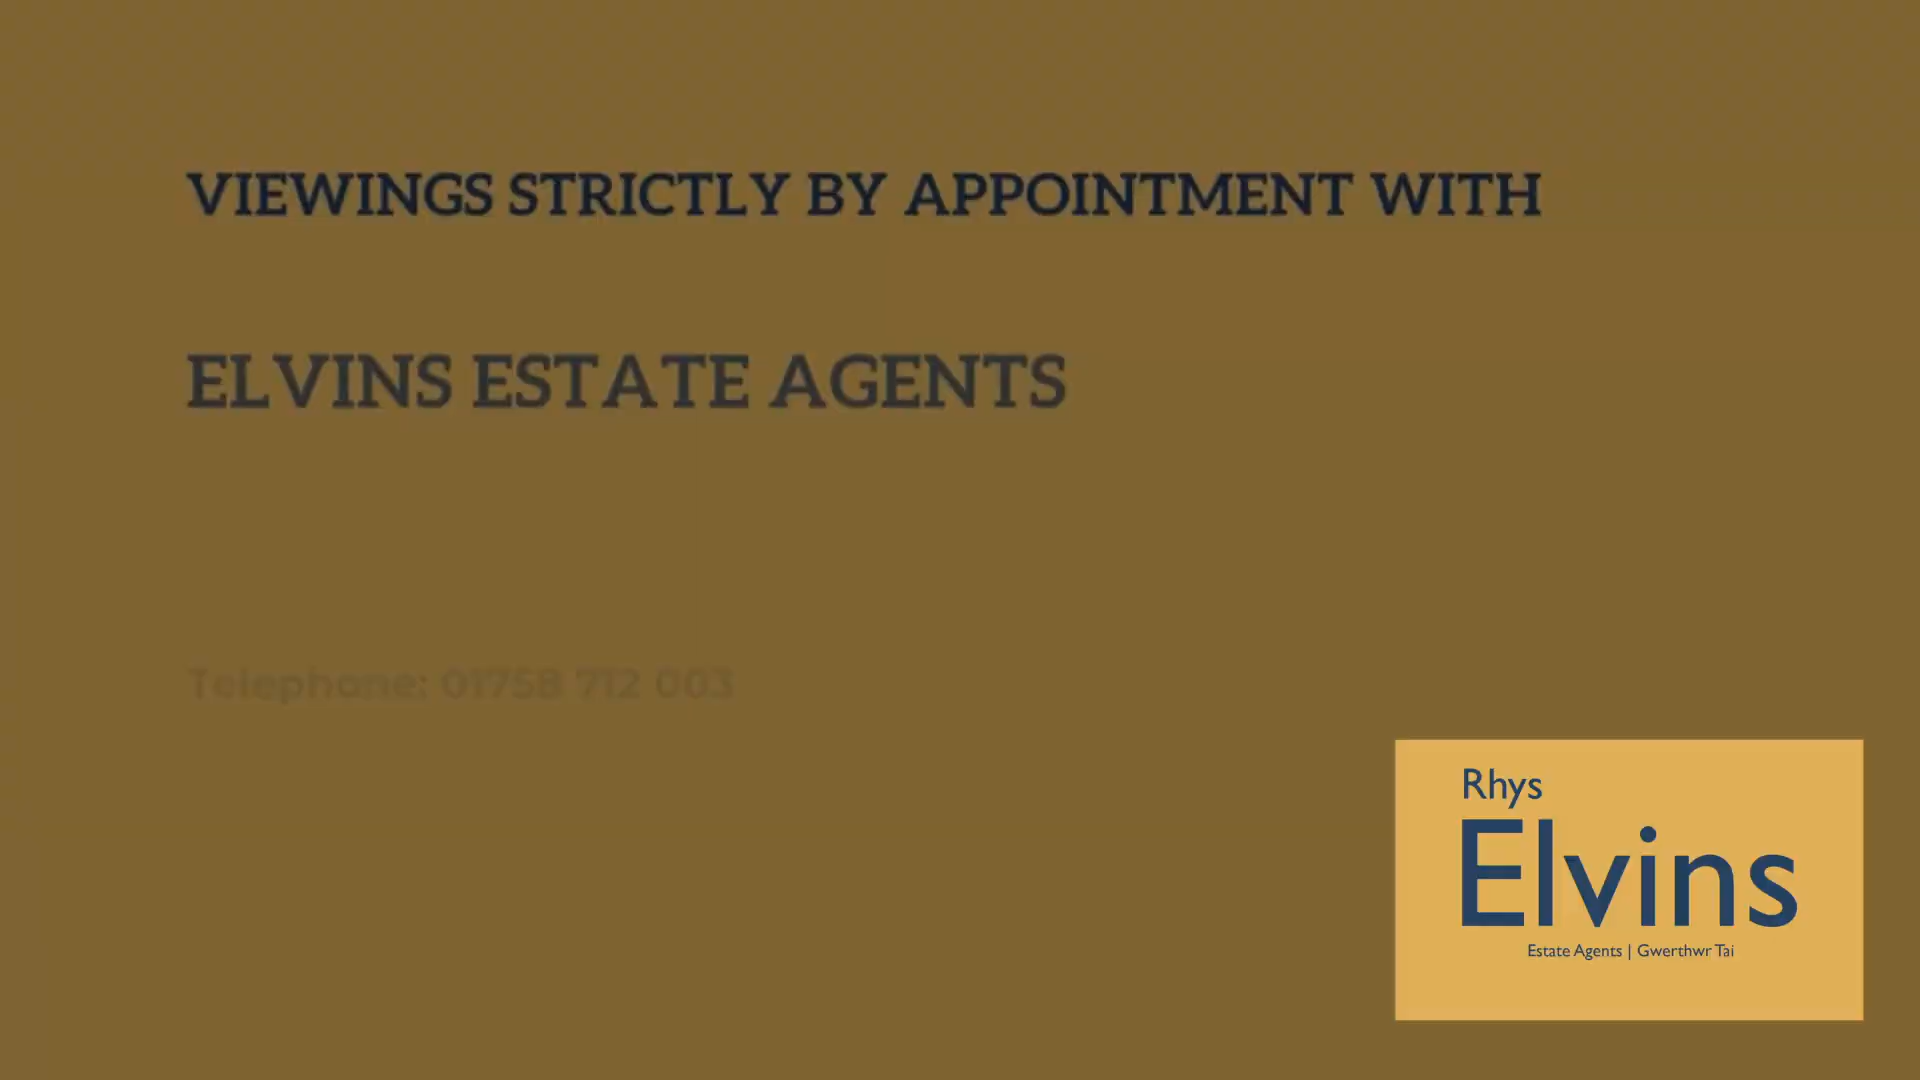 VIEWINGS STRICTLY BY APPOINTMENT WITH
ELVINS ESTATE AGENTS
Telephone: 01758 712 003
Rhys
Elvins
Estate Agents | Gwerthwr Tai